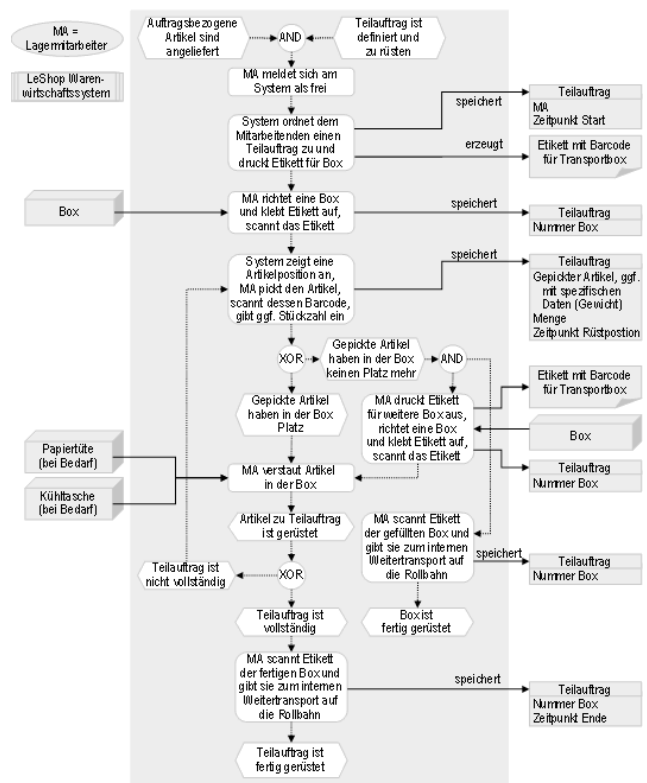 MA =
Lagermitarbeiter
LeShop Waren-
wirtschaftssystem
Auftragsbezogene
Artikel sind
angeliefert
AND
Teilauftrag ist
definiert und
zu rüsten
MA meldet sich am
System als frei
System ordnet dem
Mitarbeitenden einen
Teilauftrag zu und
druckt Etikett für Box
speichert
Teilauftrag
MA
Zeitpunkt Start
erzeugt
Etikett mit Barcode
für Transportbox
Box
MA richtet eine Box
und klebt Etikett auf,
scannt das Etikett
speichert
Teilauftrag
Nummer Box
System zeigt eine
Artikelposition an,
MA pickt den Artikel,
scannt dessen Barcode,
gibt ggf. Stückzahl ein
speichert
Teilauftrag
Gepickter Artikel, ggf.
mit spezifischen
Daten (Gewicht)
Menge
Zeitpunkt Rüstpostion
XOR
Gepickte Artikel
haben in der Box
keinen Platz mehr
AND
Gepickte Artikel
haben in der Box
Platz
MA druckt Etikett
für weitere Box aus,
richtet eine Box
und klebt Etikett auf,
scannt das Etikett
Etikett mit Barcode
für Transportbox
Box
Teilauftrag
Nummer Box
Papiertüte
(bei Bedarf)
Kühltasche
(bei Bedarf)
MA verstaut Artikel
in der Box
Artikel zu Teilauftrag
ist gerüstet
MA scannt Etikett
der gefüllten Box und
gibt sie zum internen
Weitertransport auf
die Rollbahn
speichert
Teilauftrag
Nummer Box
Teilauftrag ist
nicht vollständig
XOR
Box ist
fertig gerüstet
Teilauftrag ist
vollständig
MA scannt Etikett
der fertigen Box und
gibt sie zum internen
Weitertransport auf
die Rollbahn
speichert
Teilauftrag
Nummer Box
Zeitpunkt Ende
Teilauftrag ist
fertig gerüstet